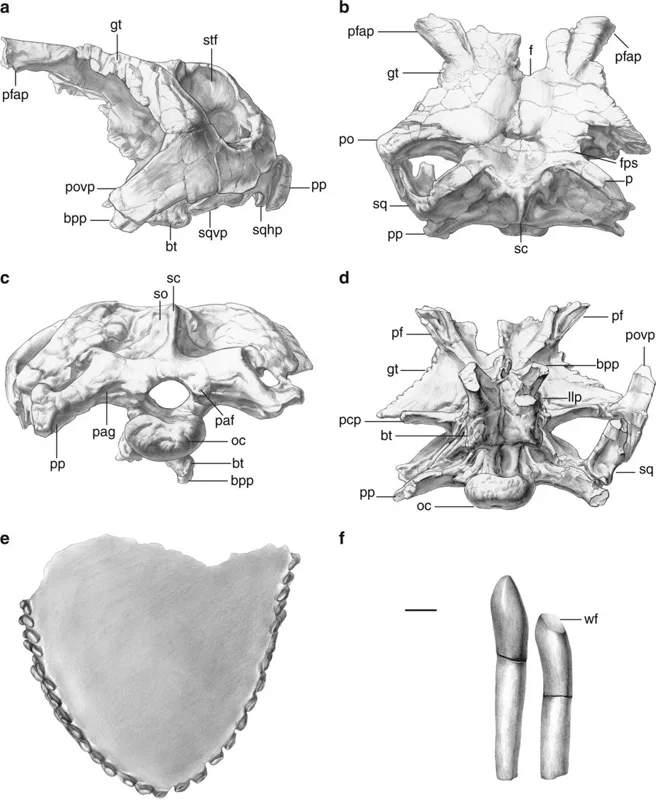 a
gt
stf
pfap
povp
bpp
bt
sqvp
sqhp
pp
b
pfap
f
pfap
gt
po
fps
p
sq
pp
sc
c
sc
so
pp
pag
paf
oc
bt
bpp
d
pf
pf
povp
gt
bpp
llp
pcp
bt
sq
pp
oc
e
f
wf